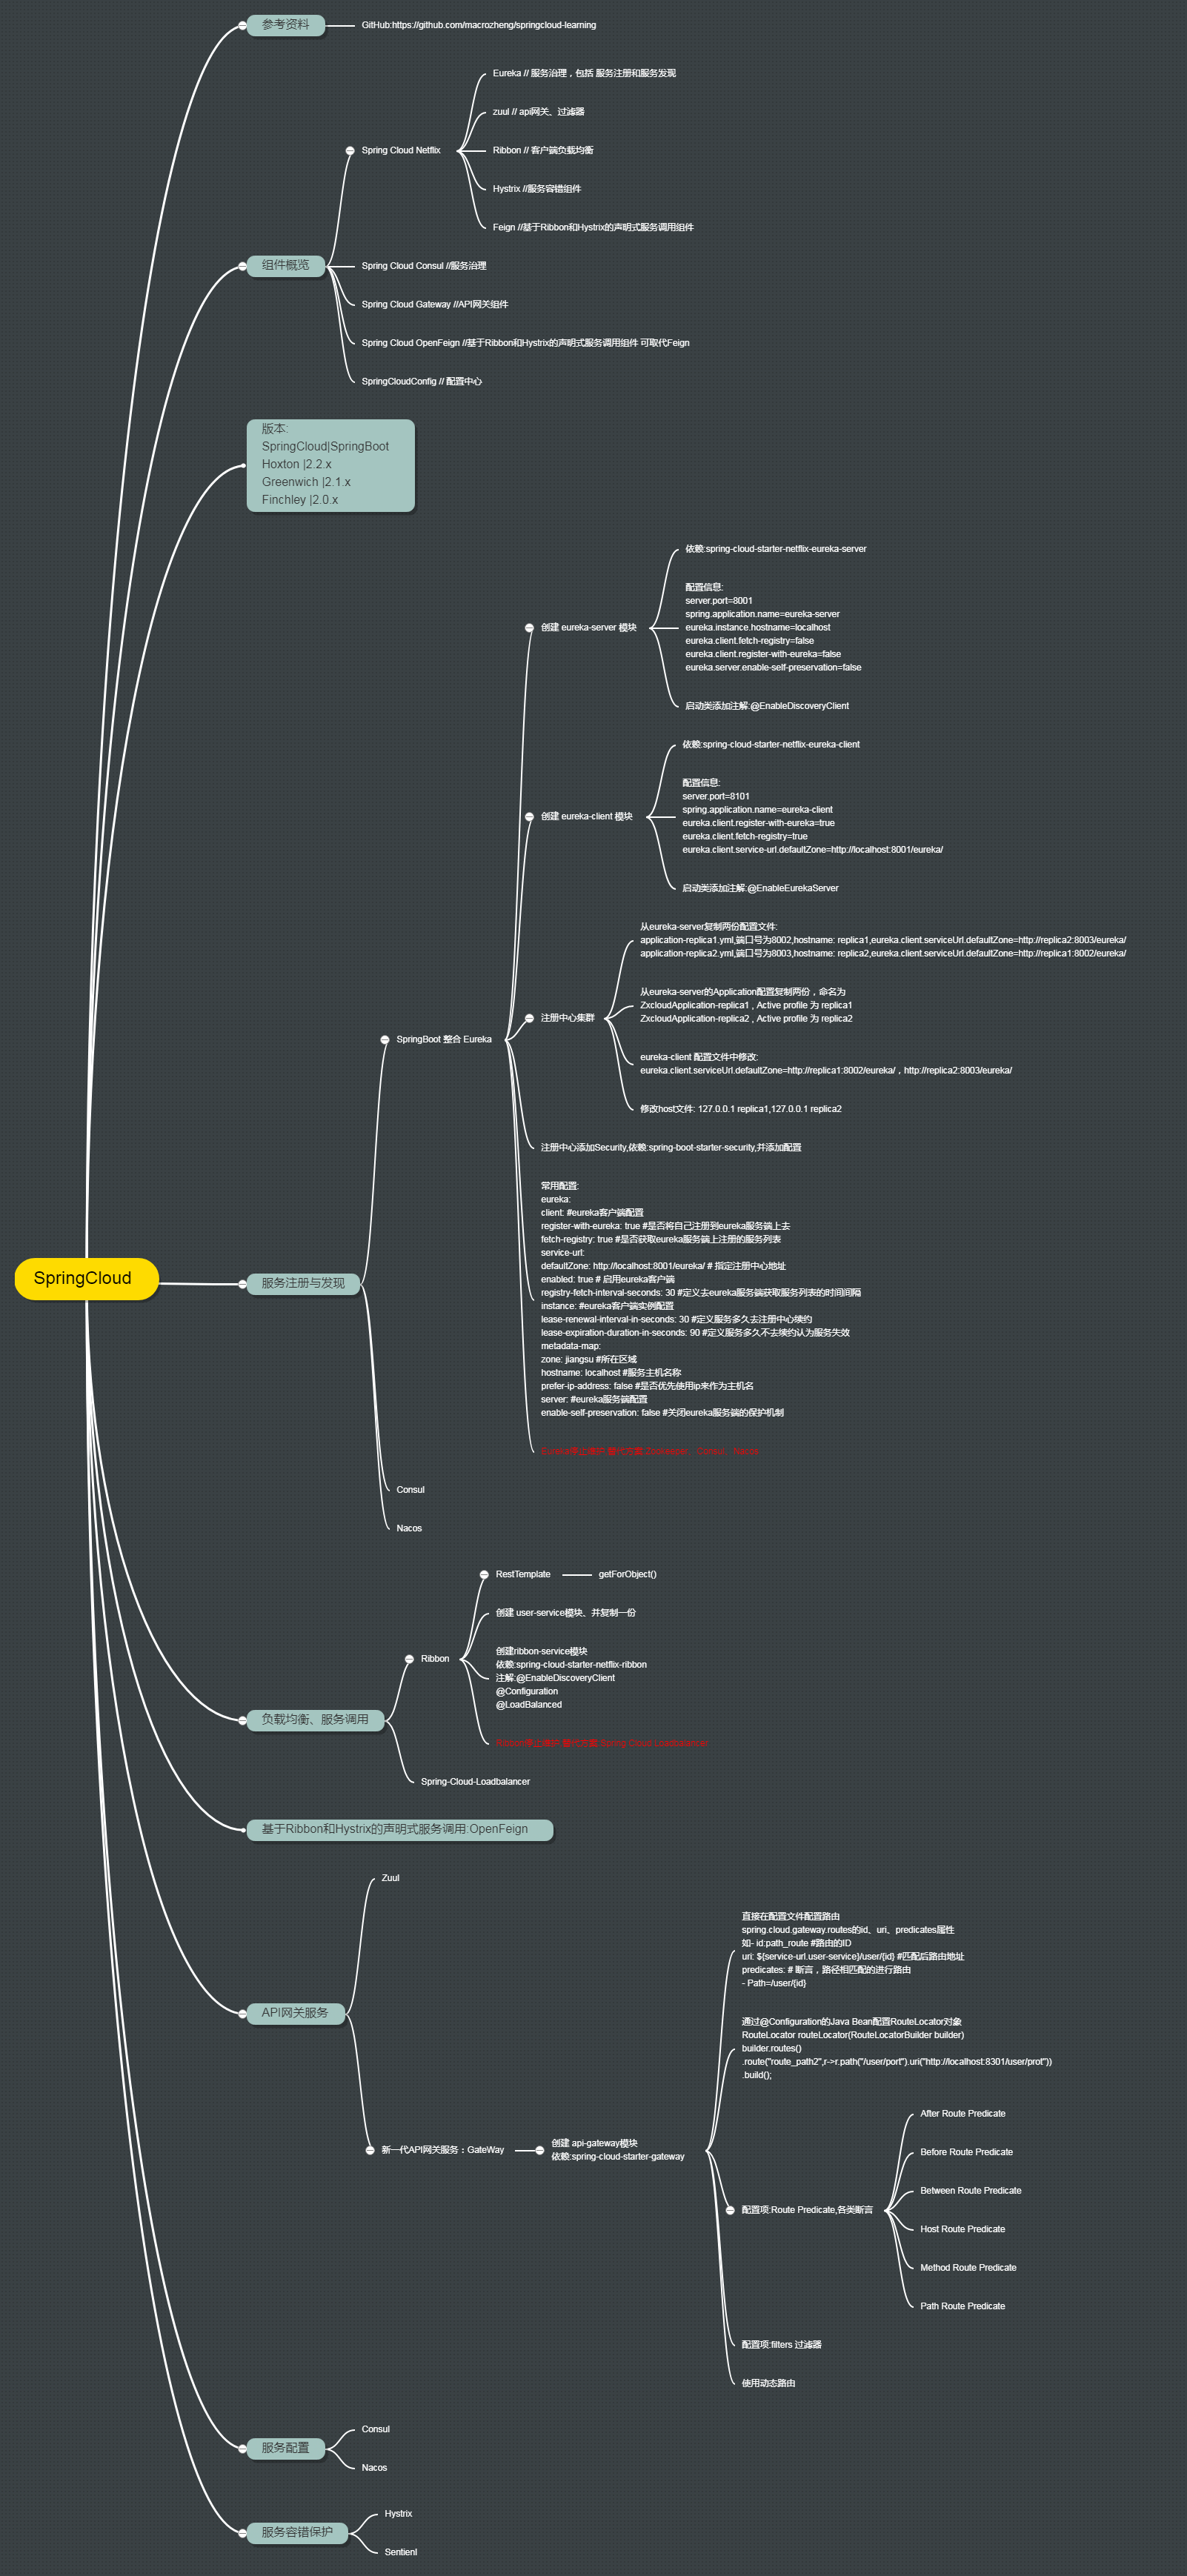 参考资料
GitHub:https://github.com/macrozheng/springcloud-learning
组件概览
Spring Cloud Netflix
Eureka // 服务治理，包括 服务注册和服务发现
zuul // api网关、过滤器
Ribbon // 客户端负载均衡
Hystrix //服务容错组件
Feign //基于Ribbon和Hystrix的声明式服务调用组件
Spring Cloud Consul //服务治理
Spring Cloud Gateway //API网关组件
Spring Cloud OpenFeign //基于Ribbon和Hystrix的声明式服务调用组件 可取代Feign
SpringCloudConfig // 配置中心
版本:
SpringCloud|SpringBoot
Hoxton |2.2.x
Greenwich |2.1.x
Finchley |2.0.x
SpringCloud
服务注册与发现
SpringBoot 整合 Eureka
创建 eureka-server 模块
依赖:spring-cloud-starter-netflix-eureka-server
配置信息:
server.port=8001
spring.application.name=eureka-server
eureka.instance.hostname=localhost
eureka.client.fetch-registry=false
eureka.client.register-with-eureka=false
eureka.server.enable-self-preservation=false
启动类添加注解:@EnableDiscoveryClient
创建 eureka-client 模块
依赖:spring-cloud-starter-netflix-eureka-client
配置信息:
server.port=8101
spring.application.name=eureka-client
eureka.client.register-with-eureka=true
eureka.client.fetch-registry=true
eureka.client.service-url.defaultZone=http://localhost:8001/eureka/
启动类添加注解:@EnableEurekaServer
注册中心集群
从eureka-server复制两份配置文件:
application-replica1.yml,端口号为8002,hostname: replica1,eureka.client.serviceUrl.defaultZone=http://replica2:8003/eureka/
application-replica2.yml,端口号为8003,hostname: replica2,eureka.client.serviceUrl.defaultZone=http://replica1:8002/eureka/
从eureka-server的Application配置复制两份，命名为
ZxcloudApplication-replica1 , Active profile 为 replica1
ZxcloudApplication-replica2 , Active profile 为 replica2
eureka-client 配置文件中修改:
eureka.client.serviceUrl.defaultZone=http://replica1:8002/eureka/，http://replica2:8003/eureka/
修改host文件: 127.0.0.1 replica1,127.0.0.1 replica2
注册中心添加Security,依赖:spring-boot-starter-security,并添加配置
常用配置:
eureka:
client: #eureka客户端配置
register-with-eureka: true #是否将自己注册到eureka服务端上去
fetch-registry: true #是否获取eureka服务端上注册的服务列表
service-url:
defaultZone: http://localhost:8001/eureka/ # 指定注册中心地址
enabled: true # 启用eureka客户端
registry-fetch-interval-seconds: 30 #定义去eureka服务端获取服务列表的时间间隔
instance: #eureka客户端实例配置
lease-renewal-interval-in-seconds: 30 #定义服务多久去注册中心续约
lease-expiration-duration-in-seconds: 90 #定义服务多久不去续约认为服务失效
metadata-map:
zone: jiangsu #所在区域
hostname: localhost #服务主机名称
prefer-ip-address: false #是否优先使用ip来作为主机名
server: #eureka服务端配置
enable-self-preservation: false #关闭eureka服务端的保护机制
Consul
Nacos
负载均衡、服务调用
Ribbon
RestTemplate
getForObject()
创建 user-service模块、并复制一份
创建ribbon-service模块
依赖:spring-cloud-starter-netflix-ribbon
注解:@EnableDiscoveryClient
@Configuration
@LoadBalanced
Spring-Cloud-Loadbalancer
基于Ribbon和Hystrix的声明式服务调用:OpenFeign
API网关服务
Zuul
新一代API网关服务：GateWay
创建 api-gateway模块
依赖:spring-cloud-starter-gateway
直接在配置文件配置路由
spring.cloud.gateway.routes的id、uri、predicates属性
如- id:path_route #路由的ID
uri: ${service-url.user-service}/user/{id} #匹配后路由地址
predicates: # 断言，路径相匹配的进行路由
- Path=/user/{id}
通过@Configuration的Java Bean配置RouteLocator对象
RouteLocator routeLocator(RouteLocatorBuilder builder)
builder.routes()
.route("route_path2",r->r.path("/user/port").uri("http://localhost:8301/user/prot"))
.build();
配置项:Route Predicate,各类断言
After Route Predicate
Before Route Predicate
Between Route Predicate
Host Route Predicate
Method Route Predicate
Path Route Predicate
配置项:filters 过滤器
使用动态路由
服务配置
Consul
Nacos
服务容错保护
Hystrix
Sentienl